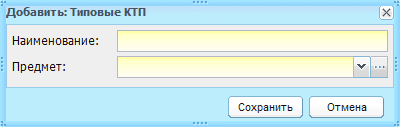 Добавить: Типовые КТП
Наименование:
Предмет:
Сохранить Отмена